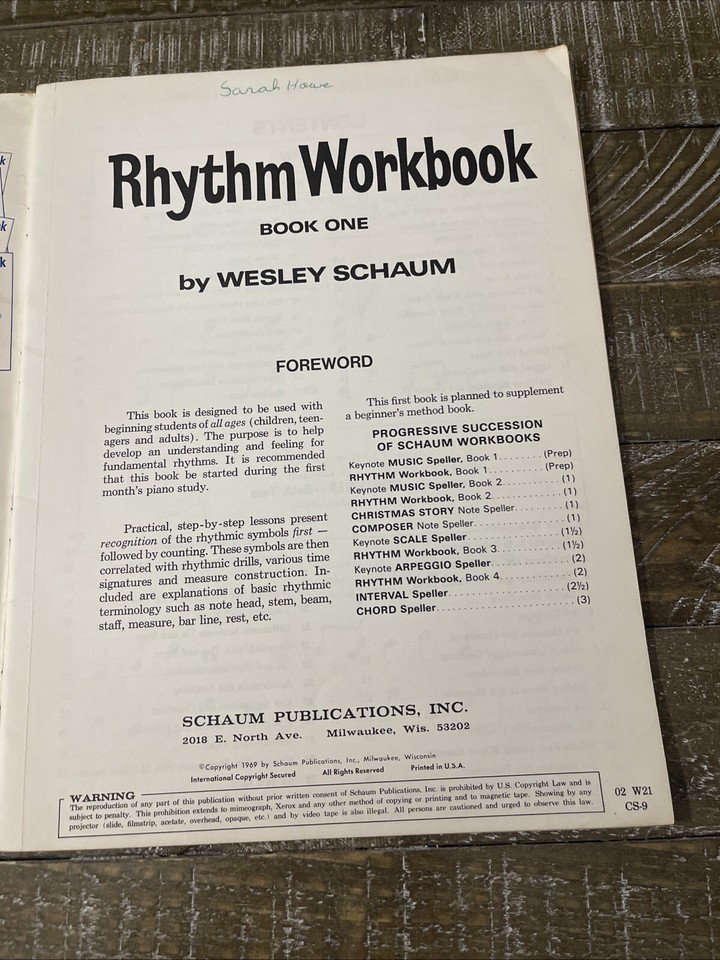 Sarah Howe
Rhythm Workbook
BOOK ONE
by WESLEY SCHAUM
FOREWORD
This book is designed to be used with
beginning students of all ages (children, teen-
agers and adults). The purpose is to help
develop an understanding and feeling for
fundamental rhythms. It is recommended
that this book be started during the first
month's piano study.
Practical, step-by-step lessons present
recognition of the rhythmic symbols first —
followed by counting. These symbols are then
correlated with rhythmic drills, various time
signatures and measure construction. In-
cluded are explanations of basic rhythmic
terminology such as note head, stem, beam,
staff, measure, bar line, rest, etc.
This first book is planned to supplement
a beginner's method book.
PROGRESSIVE SUCCESSION
OF SCHAUM WORKBOOKS
Keynote MUSIC Speller, Book 1........(Prep)
RHYTHM Workbook, Book 1..........(Prep)
Keynote MUSIC Speller, Book 2..........(1)
RHYTHM Workbook, Book 2............(1)
CHRISTMAS STORY Note Speller.........(1)
COMPOSER Note Speller................(1)
Keynote SCALE Speller................(1½)
RHYTHM Workbook, Book 3..........(1½)
Keynote ARPEGGIO Speller.............(2)
RHYTHM Workbook, Book 4............(2)
INTERVAL Speller....................(2½)
CHORD Speller.......................(3)
SCHAUM PUBLICATIONS, INC.
2018 E. North Ave. Milwaukee, Wis. 53202
©Copyright 1969 by Schaum Publications, Inc., Milwaukee, Wisconsin
International Copyright Secured All Rights Reserved Printed in U.S.A.
WARNING
The reproduction of any part of this publication without prior written consent of Schaum Publications, Inc. is prohibited by U.S. Copyright Law and is
subject to penalty. This prohibition extends to mimeograph, Xerox and any other method of copying or printing and to magnetic tape. Showing by any
projector (slide, filmstrip, acetate, overhead, opaque, etc.) and by video tape is also illegal. All persons are cautioned and urged to observe this law.
02 W21
CS-9